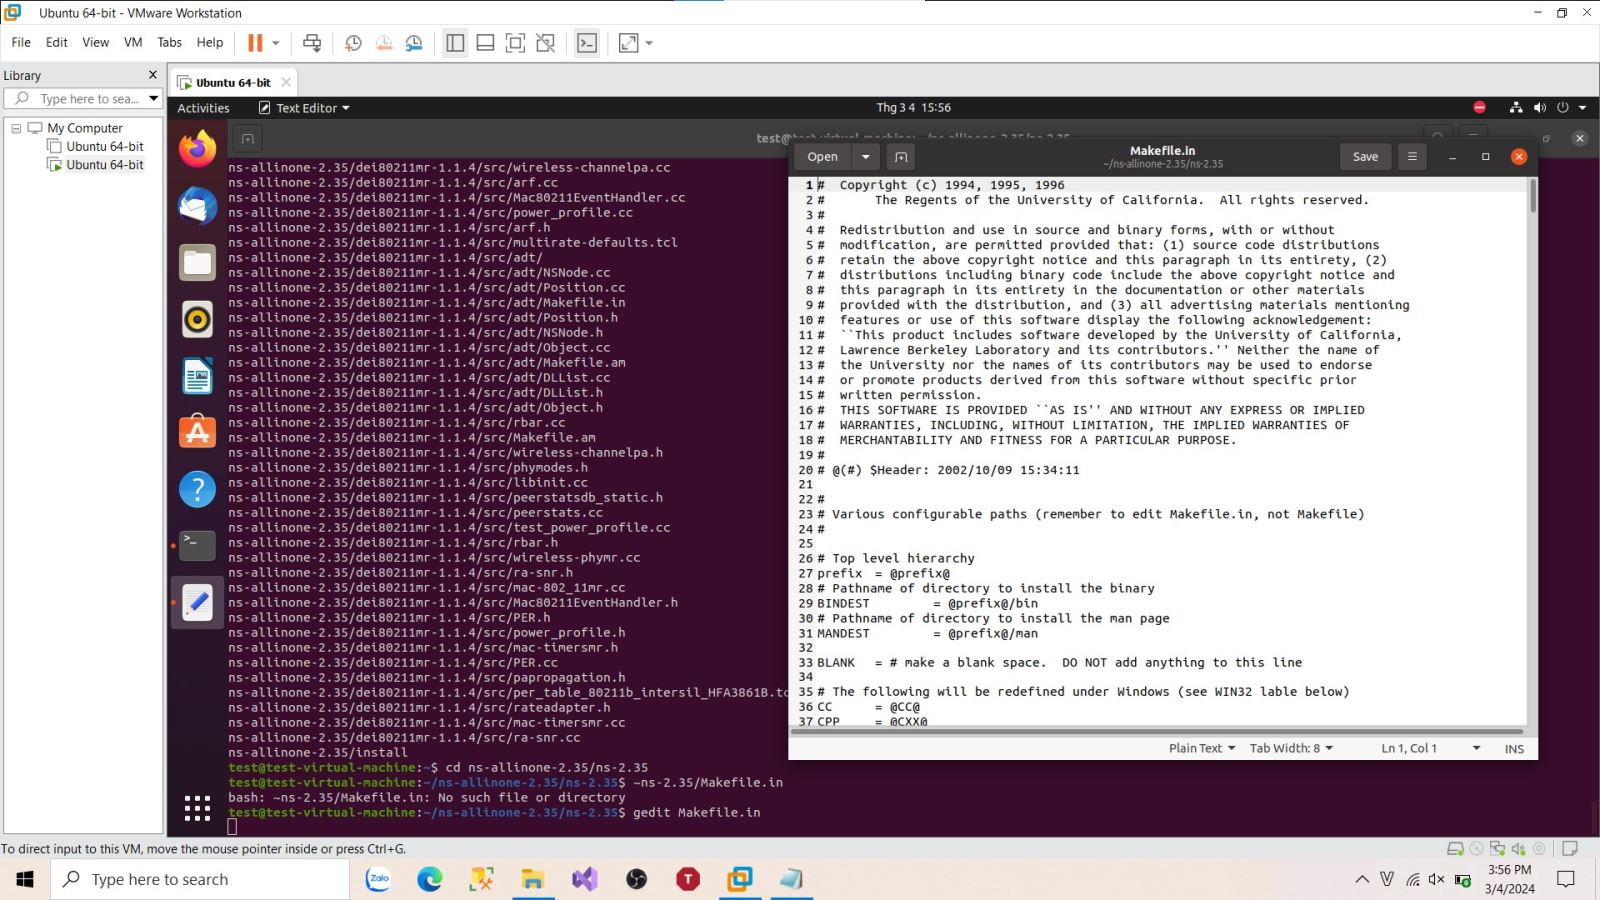 Ubuntu 64-bit - VMware Workstation
File Edit View VM Tabs Help
Library
Type here to sea...
My Computer
Ubuntu 64-bit
Ubuntu 64-bit
Ubuntu 64-bit
Activities Text Editor Thg 3 4 15:56
ns-allinone-2.35/dei80211mr-1.1.4/src/wireless-channelpa.cc
ns-allinone-2.35/dei80211mr-1.1.4/src/arf.cc
ns-allinone-2.35/dei80211mr-1.1.4/src/Mac80211EventHandler.cc
ns-allinone-2.35/dei80211mr-1.1.4/src/power_profile.cc
ns-allinone-2.35/dei80211mr-1.1.4/src/arf.h
ns-allinone-2.35/dei80211mr-1.1.4/src/multirate-defaults.tcl
ns-allinone-2.35/dei80211mr-1.1.4/src/adt/
ns-allinone-2.35/dei80211mr-1.1.4/src/adt/NSNode.cc
ns-allinone-2.35/dei80211mr-1.1.4/src/adt/Position.cc
ns-allinone-2.35/dei80211mr-1.1.4/src/adt/Makefile.in
ns-allinone-2.35/dei80211mr-1.1.4/src/adt/Position.h
ns-allinone-2.35/dei80211mr-1.1.4/src/adt/NSNode.h
ns-allinone-2.35/dei80211mr-1.1.4/src/adt/Object.cc
ns-allinone-2.35/dei80211mr-1.1.4/src/adt/Makefile.am
ns-allinone-2.35/dei80211mr-1.1.4/src/adt/DLList.cc
ns-allinone-2.35/dei80211mr-1.1.4/src/adt/DLList.h
ns-allinone-2.35/dei80211mr-1.1.4/src/adt/Object.h
ns-allinone-2.35/dei80211mr-1.1.4/src/rbar.cc
ns-allinone-2.35/dei80211mr-1.1.4/src/Makefile.am
ns-allinone-2.35/dei80211mr-1.1.4/src/wireless-channelpa.h
ns-allinone-2.35/dei80211mr-1.1.4/src/phymodes.h
ns-allinone-2.35/dei80211mr-1.1.4/src/libinit.cc
ns-allinone-2.35/dei80211mr-1.1.4/src/peerstatsdb_static.h
ns-allinone-2.35/dei80211mr-1.1.4/src/peerstats.cc
ns-allinone-2.35/dei80211mr-1.1.4/src/test_power_profile.cc
ns-allinone-2.35/dei80211mr-1.1.4/src/rbar.h
ns-allinone-2.35/dei80211mr-1.1.4/src/wireless-phymr.cc
ns-allinone-2.35/dei80211mr-1.1.4/src/ra-snr.h
ns-allinone-2.35/dei80211mr-1.1.4/src/mac-802_11mr.cc
ns-allinone-2.35/dei80211mr-1.1.4/src/Mac80211EventHandler.h
ns-allinone-2.35/dei80211mr-1.1.4/src/PER.h
ns-allinone-2.35/dei80211mr-1.1.4/src/power_profile.h
ns-allinone-2.35/dei80211mr-1.1.4/src/mac-timersmr.h
ns-allinone-2.35/dei80211mr-1.1.4/src/PER.cc
ns-allinone-2.35/dei80211mr-1.1.4/src/papropagation.h
ns-allinone-2.35/dei80211mr-1.1.4/src/per_table_80211b_intersil_HFA3861B.tc
ns-allinone-2.35/dei80211mr-1.1.4/src/rateadapter.h
ns-allinone-2.35/dei80211mr-1.1.4/src/mac-timersmr.cc
ns-allinone-2.35/dei80211mr-1.1.4/src/ra-snr.cc
ns-allinone-2.35/install
test@test-virtual-machine:~$ cd ns-allinone-2.35/ns-2.35
test@test-virtual-machine:~/ns-allinone-2.35/ns-2.35$ ~ns-2.35/Makefile.in
bash: ~ns-2.35/Makefile.in: No such file or directory
test@test-virtual-machine:~/ns-allinone-2.35/ns-2.35$ gedit Makefile.in
Open Makefile.in Save
~/ns-allinone-2.35/ns-2.35
1 # Copyright (c) 1994, 1995, 1996
2 # The Regents of the University of California. All rights reserved.
3 #
4 # Redistribution and use in source and binary forms, with or without
5 # modification, are permitted provided that: (1) source code distributions
6 # retain the above copyright notice and this paragraph in its entirety, (2)
7 # distributions including binary code include the above copyright notice and
8 # this paragraph in its entirety in the documentation or other materials
9 # provided with the distribution, and (3) all advertising materials mentioning
10 # features or use of this software display the following acknowledgement:
11 # ``This product includes software developed by the University of California,
12 # Lawrence Berkeley Laboratory and its contributors.'' Neither the name of
13 # the University nor the names of its contributors may be used to endorse
14 # or promote products derived from this software without specific prior
15 # written permission.
16 # THIS SOFTWARE IS PROVIDED ``AS IS'' AND WITHOUT ANY EXPRESS OR IMPLIED
17 # WARRANTIES, INCLUDING, WITHOUT LIMITATION, THE IMPLIED WARRANTIES OF
18 # MERCHANTABILITY AND FITNESS FOR A PARTICULAR PURPOSE.
19 #
20 # @(#) $Header: 2002/10/09 15:34:11
21
22 #
23 # Various configurable paths (remember to edit Makefile.in, not Makefile)
24 #
25
26 # Top level hierarchy
27 prefix = @prefix@
28 # Pathname of directory to install the binary
29 BINDEST = @prefix@/bin
30 # Pathname of directory to install the man page
31 MANDEST = @prefix@/man
32
33 BLANK = # make a blank space. DO NOT add anything to this line
34
35 # The following will be redefined under Windows (see WIN32 lable below)
36 CC = @CC@
37 CPP = @CXX@
Plain Text Tab Width: 8 Ln 1, Col 1 INS
To direct input to this VM, move the mouse pointer inside or press Ctrl+G.
Type here to search
Zalo
T
V
3:56 PM
3/4/2024